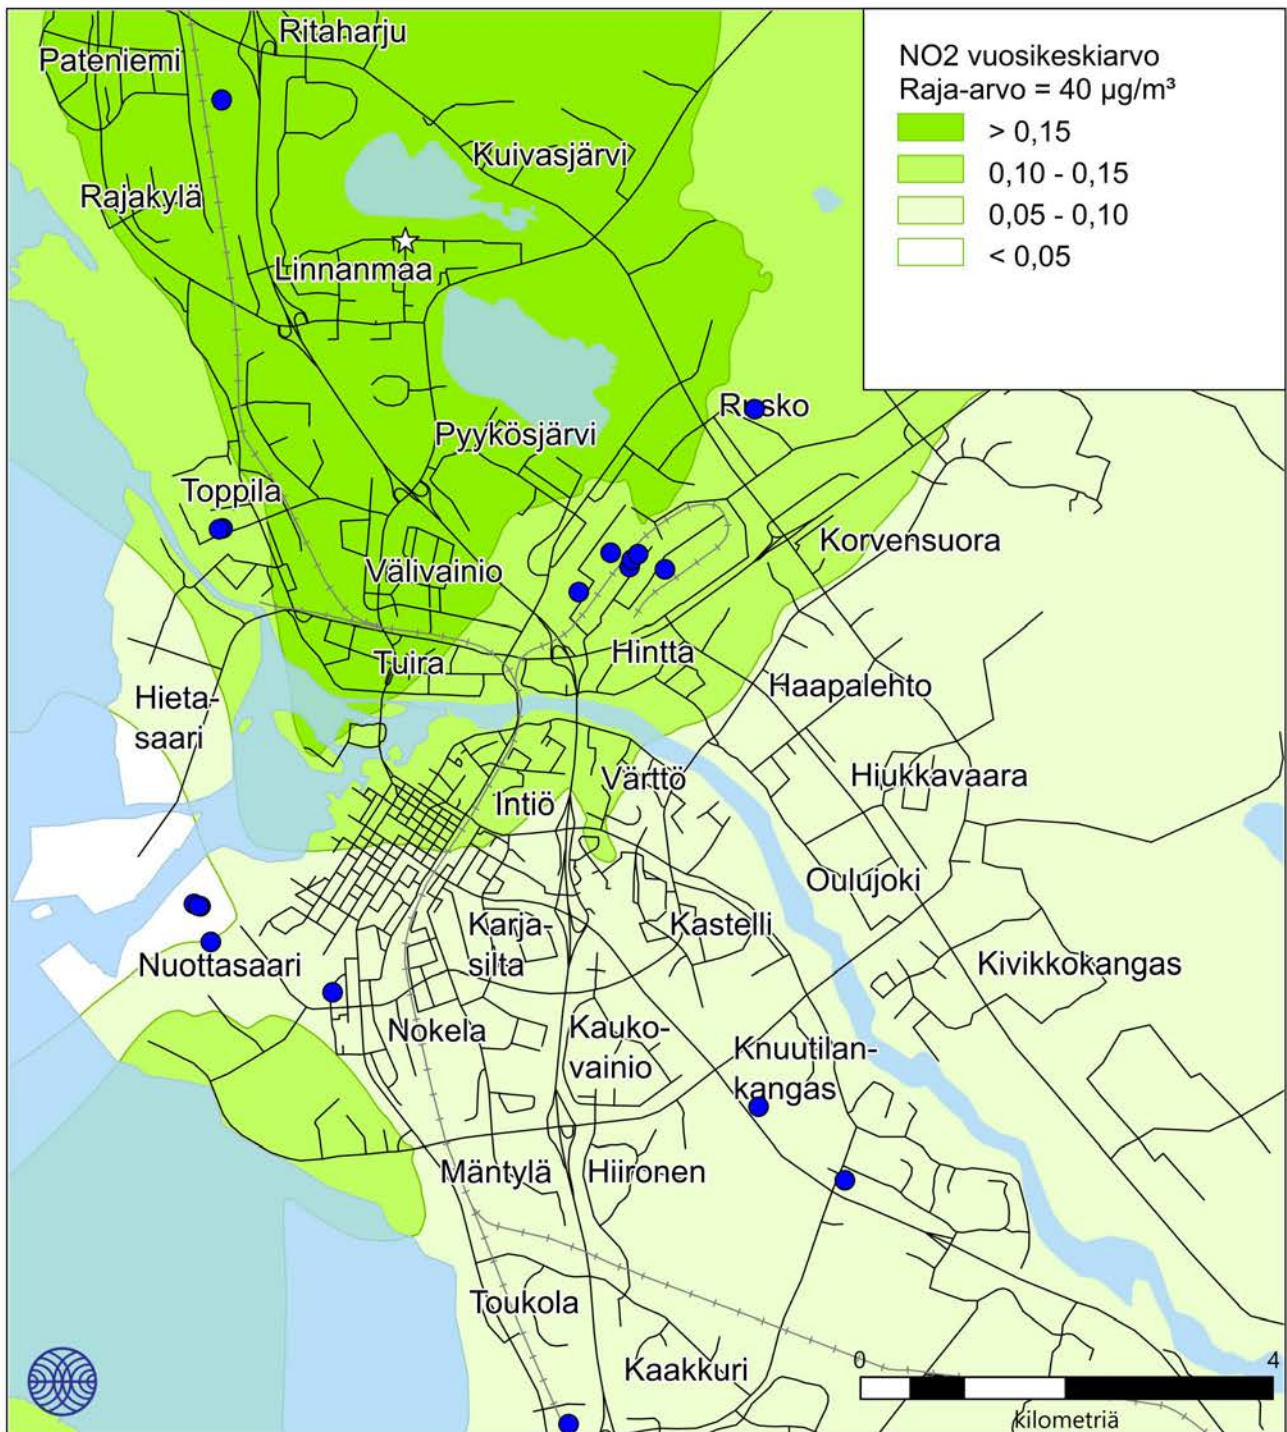 Ritaharju
Pateniemi
NO2 vuosikeskiarvo
Raja-arvo = 40 µg/m³
> 0,15
0,10 - 0,15
0,05 - 0,10
< 0,05
Kuivasjärvi
Rajakylä
Linnanmaa
Rusko
Pyykösjärvi
Toppila
Korvensuora
Välivainio
Hintta
Tuira
Haapalehto
Hieta-
saari
Hiukkavaara
Värttö
Intiö
Oulujoki
Karja-
silta
Kastelli
Nuottasaari
Kivikkokangas
Nokela
Kauko-
vainio
Knuutilan-
kangas
Mäntylä
Hiironen
Toukola
Kaakkuri
0
4
kilometriä